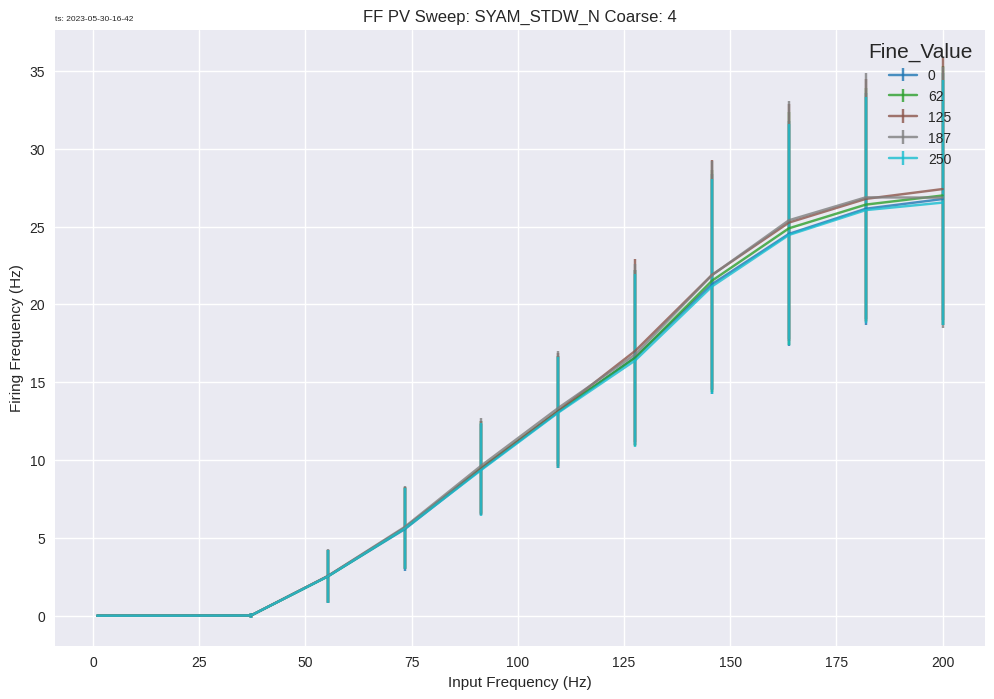 ts: 2023-05-30-16-42
FF PV Sweep: SYAM_STDW_N Coarse: 4
Fine_Value
0
62
125
187
250
35
30
25
20
15
10
5
0
Firing Frequency (Hz)
0 25 50 75 100 125 150 175 200
Input Frequency (Hz)